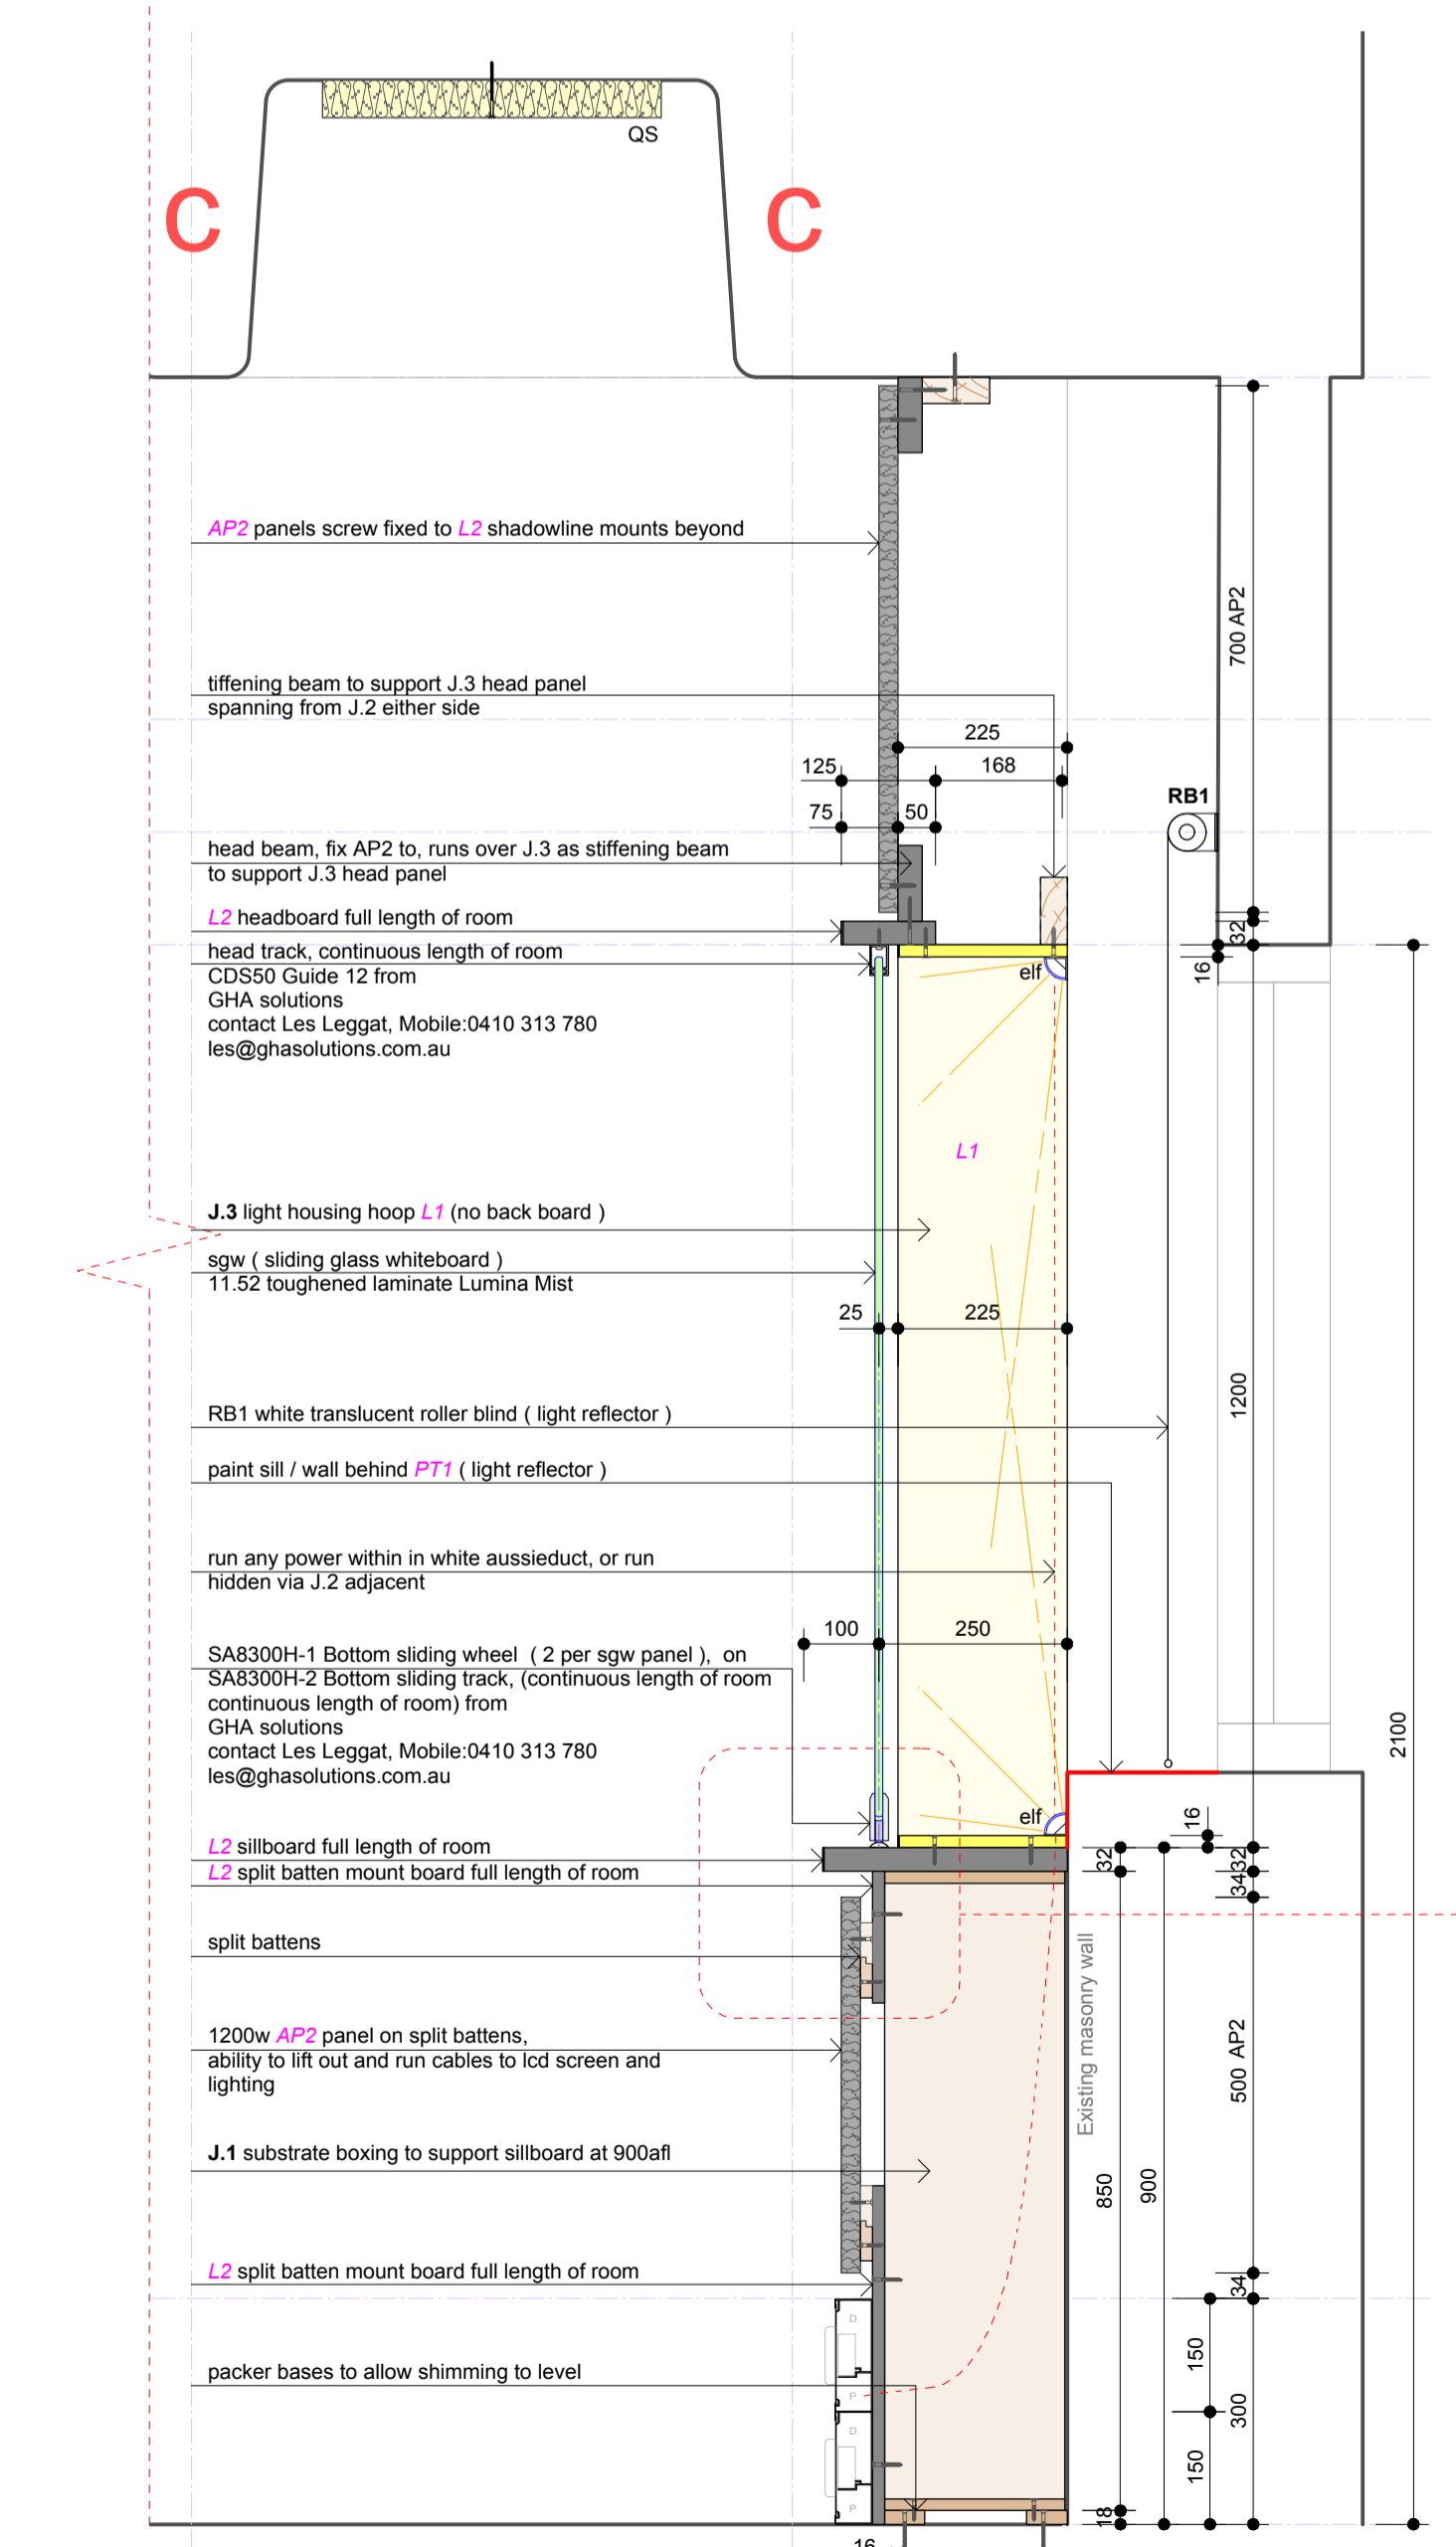 QS
C
C
AP2 panels screw fixed to L2 shadowline mounts beyond
700 AP2
tiffening beam to support J.3 head panel
spanning from J.2 either side
225
125
168
RB1
75
50
head beam, fix AP2 to, runs over J.3 as stiffening beam
to support J.3 head panel
L2 headboard full length of room
32
head track, continuous length of room
CDS50 Guide 12 from
GHA solutions
contact Les Leggat, Mobile:0410 313 780
les@ghasolutions.com.au
elf
16
L1
J.3 light housing hoop L1 (no back board )
sgw ( sliding glass whiteboard )
11.52 toughened laminate Lumina Mist
25
225
1200
RB1 white translucent roller blind ( light reflector )
paint sill / wall behind PT1 ( light reflector )
run any power within in white aussieduct, or run
hidden via J.2 adjacent
100
250
SA8300H-1 Bottom sliding wheel ( 2 per sgw panel ), on
SA8300H-2 Bottom sliding track, (continuous length of room
continuous length of room) from
GHA solutions
contact Les Leggat, Mobile:0410 313 780
les@ghasolutions.com.au
2100
elf
16
L2 sillboard full length of room
32
32
L2 split batten mount board full length of room
34
split battens
Existing masonry wall
1200w AP2 panel on split battens,
ability to lift out and run cables to lcd screen and
lighting
500 AP2
J.1 substrate boxing to support sillboard at 900afl
850
900
L2 split batten mount board full length of room
34
D
150
packer bases to allow shimming to level
P
300
D
150
P
18
16